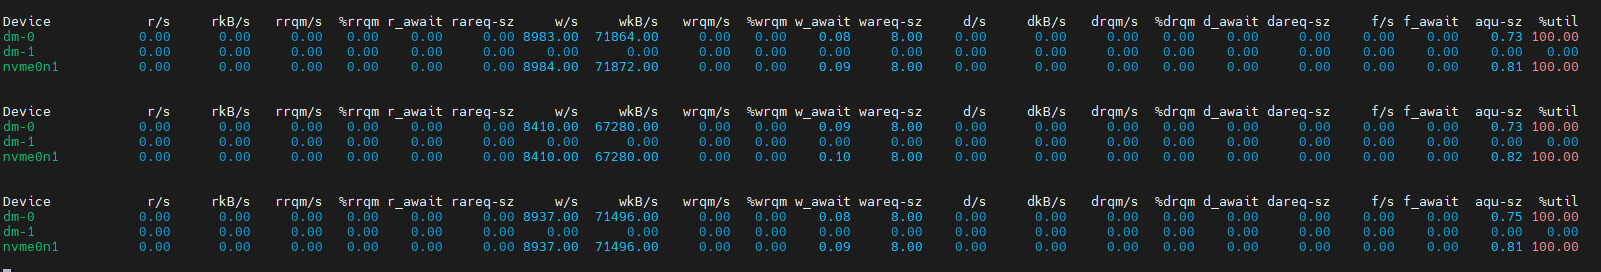 Device r/s rkB/s rrqm/s %rrqm r_await rareq-sz w/s wkB/s wrqm/s %wrqm w_await wareq-sz d/s dkB/s drqm/s %drqm d_await dareq-sz f/s f_await aqu-sz %util
dm-0 0.00 0.00 0.00 0.00 0.00 0.00 8983.00 71864.00 0.00 0.00 0.08 8.00 0.00 0.00 0.00 0.00 0.00 0.00 0.00 0.00 0.73 100.00
dm-1 0.00 0.00 0.00 0.00 0.00 0.00 0.00 0.00 0.00 0.00 0.00 0.00 0.00 0.00 0.00 0.00 0.00 0.00 0.00 0.00 0.00 0.00
nvme0n1 0.00 0.00 0.00 0.00 0.00 0.00 8984.00 71872.00 0.00 0.00 0.09 8.00 0.00 0.00 0.00 0.00 0.00 0.00 0.00 0.00 0.81 100.00
Device r/s rkB/s rrqm/s %rrqm r_await rareq-sz w/s wkB/s wrqm/s %wrqm w_await wareq-sz d/s dkB/s drqm/s %drqm d_await dareq-sz f/s f_await aqu-sz %util
dm-0 0.00 0.00 0.00 0.00 0.00 0.00 8410.00 67280.00 0.00 0.00 0.09 8.00 0.00 0.00 0.00 0.00 0.00 0.00 0.00 0.00 0.73 100.00
dm-1 0.00 0.00 0.00 0.00 0.00 0.00 0.00 0.00 0.00 0.00 0.00 0.00 0.00 0.00 0.00 0.00 0.00 0.00 0.00 0.00 0.00 0.00
nvme0n1 0.00 0.00 0.00 0.00 0.00 0.00 8410.00 67280.00 0.00 0.00 0.10 8.00 0.00 0.00 0.00 0.00 0.00 0.00 0.00 0.00 0.82 100.00
Device r/s rkB/s rrqm/s %rrqm r_await rareq-sz w/s wkB/s wrqm/s %wrqm w_await wareq-sz d/s dkB/s drqm/s %drqm d_await dareq-sz f/s f_await aqu-sz %util
dm-0 0.00 0.00 0.00 0.00 0.00 0.00 8937.00 71496.00 0.00 0.00 0.08 8.00 0.00 0.00 0.00 0.00 0.00 0.00 0.00 0.00 0.75 100.00
dm-1 0.00 0.00 0.00 0.00 0.00 0.00 0.00 0.00 0.00 0.00 0.00 0.00 0.00 0.00 0.00 0.00 0.00 0.00 0.00 0.00 0.00 0.00
nvme0n1 0.00 0.00 0.00 0.00 0.00 0.00 8937.00 71496.00 0.00 0.00 0.09 8.00 0.00 0.00 0.00 0.00 0.00 0.00 0.00 0.00 0.81 100.00